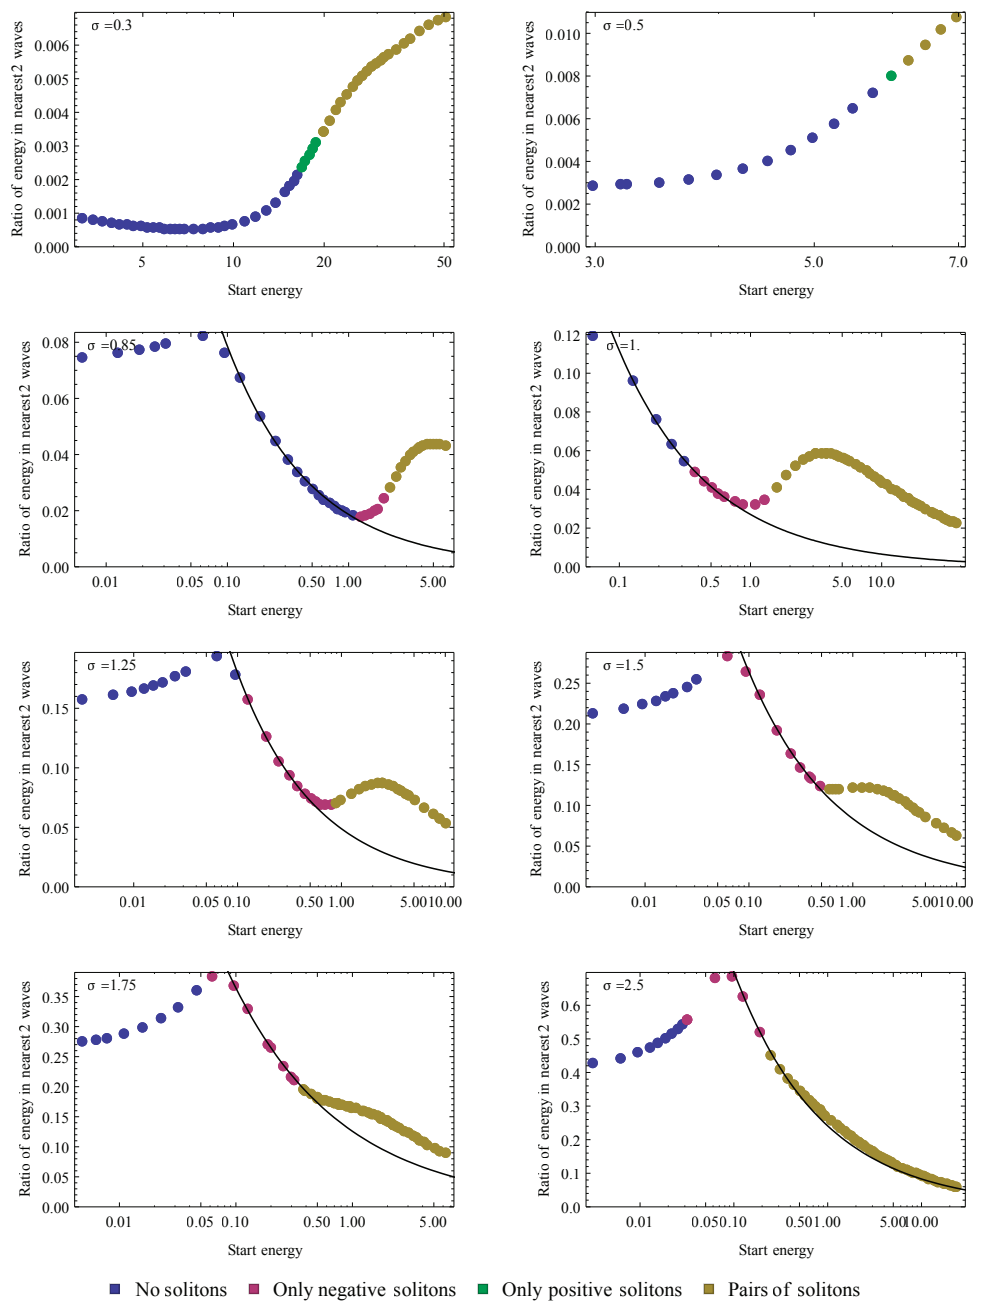 σ =0.3
Ratio of energy in nearest 2 waves
0.006
0.005
0.004
0.003
0.002
0.001
0.000
5 10 20 50
Start energy
σ =0.5
Ratio of energy in nearest 2 waves
0.010
0.008
0.006
0.004
0.002
0.000
3.0 5.0 7.0
Start energy
σ =0.85
Ratio of energy in nearest 2 waves
0.08
0.06
0.04
0.02
0.00
0.01 0.05 0.10 0.50 1.00 5.00
Start energy
σ =1.
Ratio of energy in nearest 2 waves
0.12
0.10
0.08
0.06
0.04
0.02
0.00
0.1 0.5 1.0 5.0 10.0
Start energy
σ =1.25
Ratio of energy in nearest 2 waves
0.15
0.10
0.05
0.00
0.01 0.05 0.10 0.50 1.00 5.00 10.00
Start energy
σ =1.5
Ratio of energy in nearest 2 waves
0.25
0.20
0.15
0.10
0.05
0.00
0.01 0.05 0.10 0.50 1.00 5.00 10.00
Start energy
σ =1.75
Ratio of energy in nearest 2 waves
0.35
0.30
0.25
0.20
0.15
0.10
0.05
0.00
0.01 0.05 0.10 0.50 1.00 5.00
Start energy
σ =2.5
Ratio of energy in nearest 2 waves
0.6
0.5
0.4
0.3
0.2
0.1
0.0
0.01 0.05 0.10 0.50 1.00 5.00 10.00
Start energy
No solitons Only negative solitons Only positive solitons Pairs of solitons